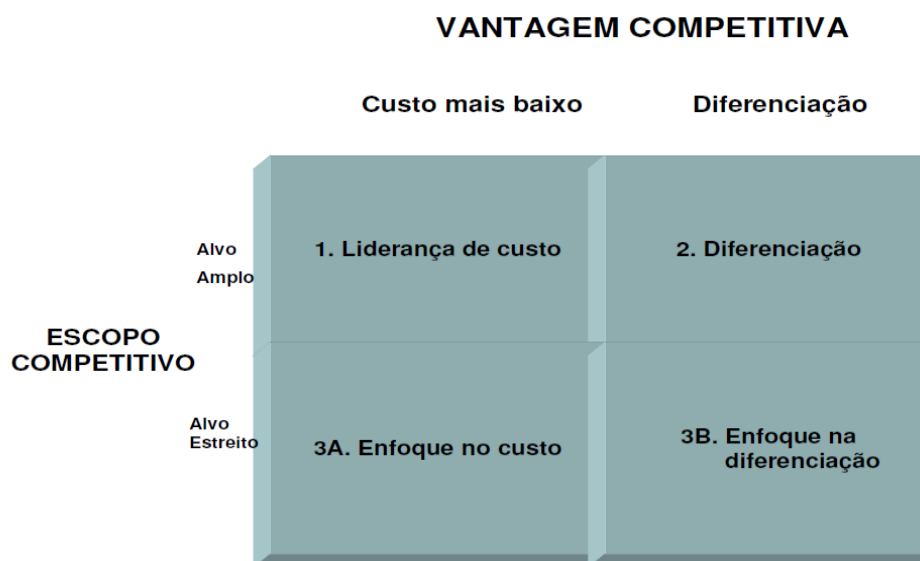 VANTAGEM COMPETITIVA
Custo mais baixo
Diferenciação
Alvo
Amplo
1. Liderança de custo
2. Diferenciação
ESCOPO
COMPETITIVO
Alvo
Estreito
3A. Enfoque no custo
3B. Enfoque na
diferenciação